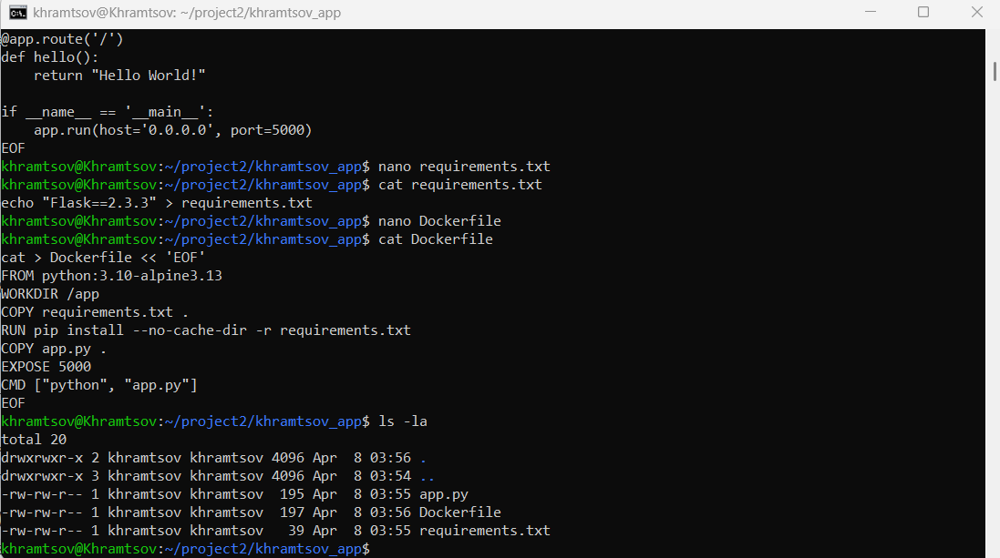 khramtsov@Khramtsov: ~/project2/khramtsov_app
@app.route('/')
def hello():
    return "Hello World!"

if __name__ == '__main__':
    app.run(host='0.0.0.0', port=5000)
EOF
khramtsov@Khramtsov:~/project2/khramtsov_app$ nano requirements.txt
khramtsov@Khramtsov:~/project2/khramtsov_app$ cat requirements.txt
echo "Flask==2.3.3" > requirements.txt
khramtsov@Khramtsov:~/project2/khramtsov_app$ nano Dockerfile
khramtsov@Khramtsov:~/project2/khramtsov_app$ cat Dockerfile
cat > Dockerfile << 'EOF'
FROM python:3.10-alpine3.13
WORKDIR /app
COPY requirements.txt .
RUN pip install --no-cache-dir -r requirements.txt
COPY app.py .
EXPOSE 5000
CMD ["python", "app.py"]
EOF
khramtsov@Khramtsov:~/project2/khramtsov_app$ ls -la
total 20
drwxrwxr-x 2 khramtsov khramtsov 4096 Apr  8 03:56 .
drwxrwxr-x 3 khramtsov khramtsov 4096 Apr  8 03:54 ..
-rw-rw-r-- 1 khramtsov khramtsov  195 Apr  8 03:55 app.py
-rw-rw-r-- 1 khramtsov khramtsov  197 Apr  8 03:56 Dockerfile
-rw-rw-r-- 1 khramtsov khramtsov   39 Apr  8 03:55 requirements.txt
khramtsov@Khramtsov:~/project2/khramtsov_app$